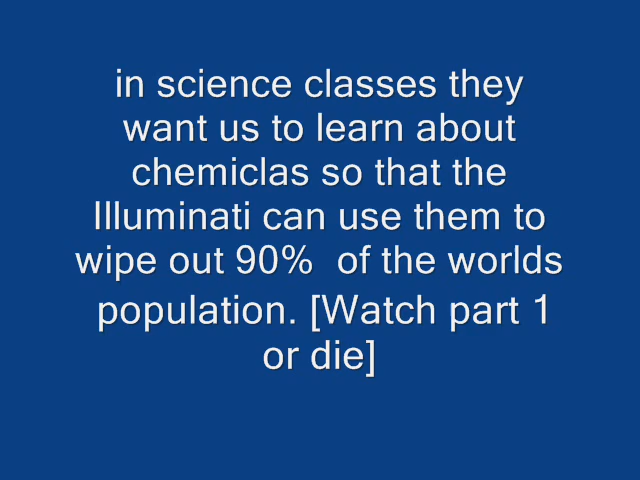 in science classes they
want us to learn about
chemiclas so that the
Illuminati can use them to
wipe out 90%  of the worlds
population. [Watch part 1
or die]